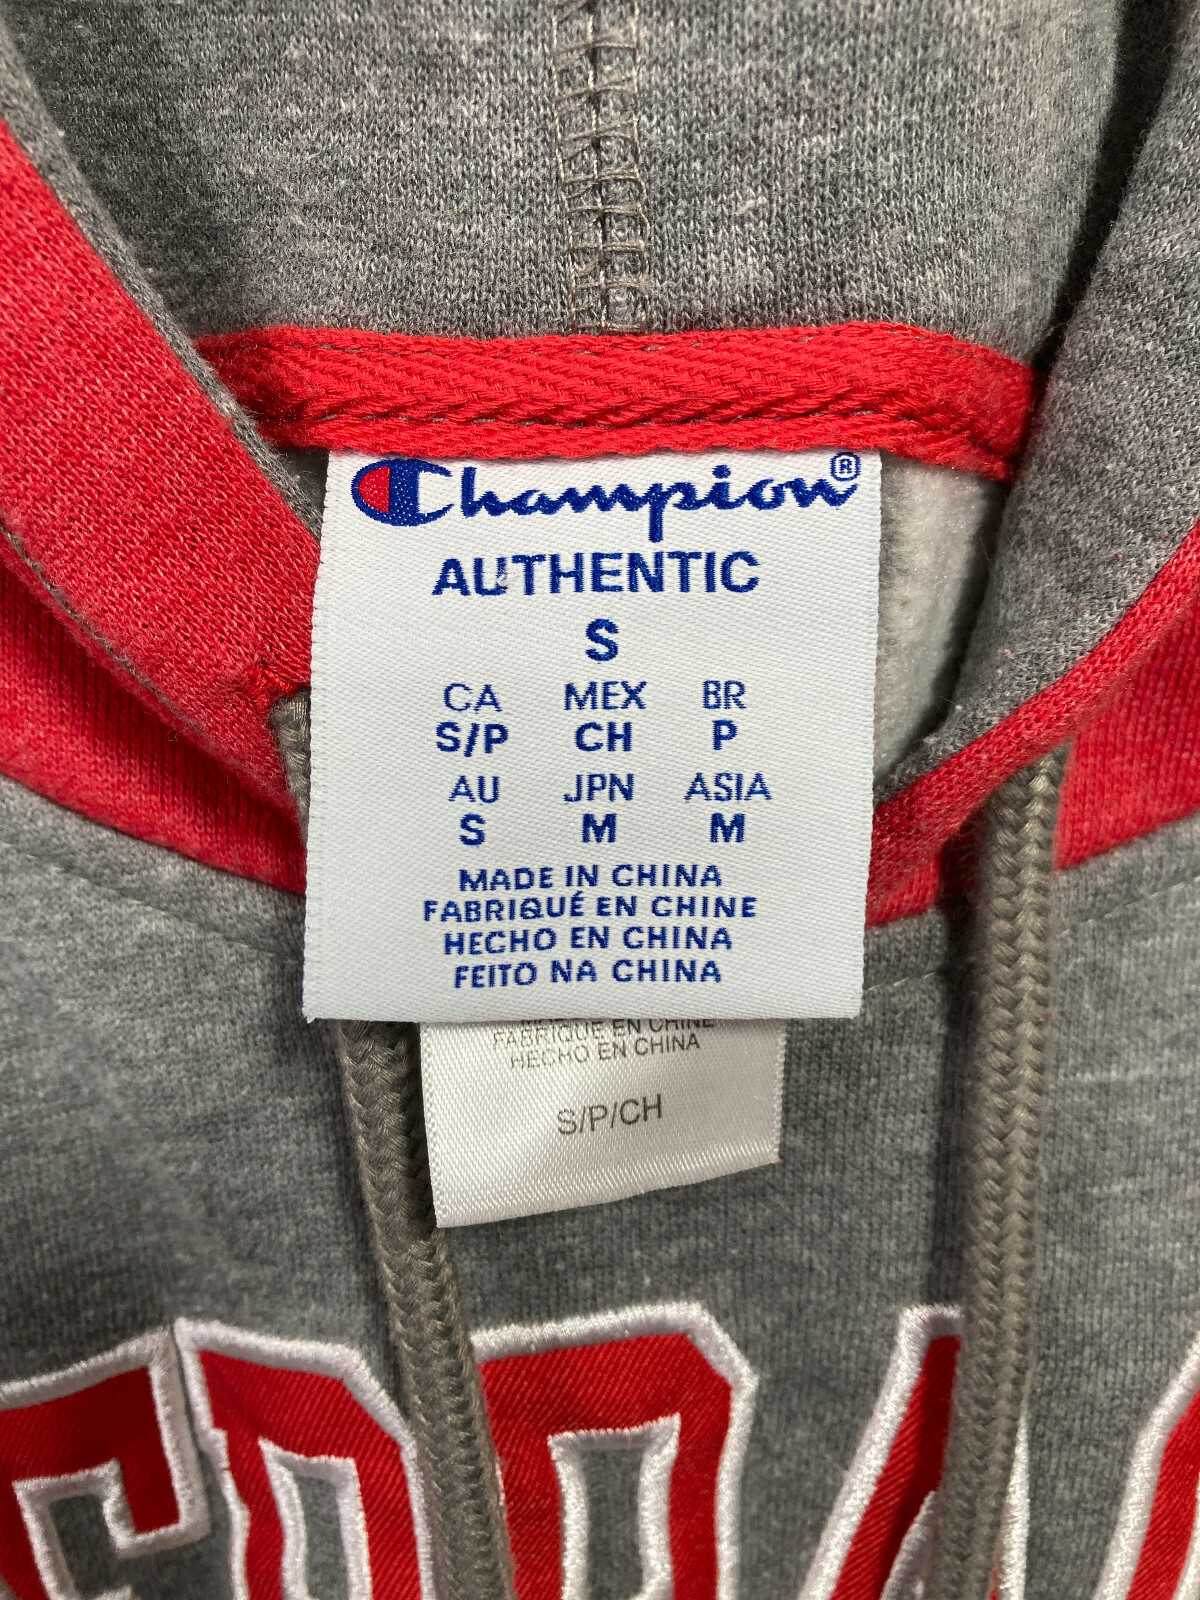 Champion®
AUTHENTIC
S
CA MEX BR
S/P CH P
AU JPN ASIA
S M M
MADE IN CHINA
FABRIQUÉ EN CHINE
HECHO EN CHINA
FEITO NA CHINA
FABRIQUE EN CHINE
HECHO EN CHINA
S/P/CH